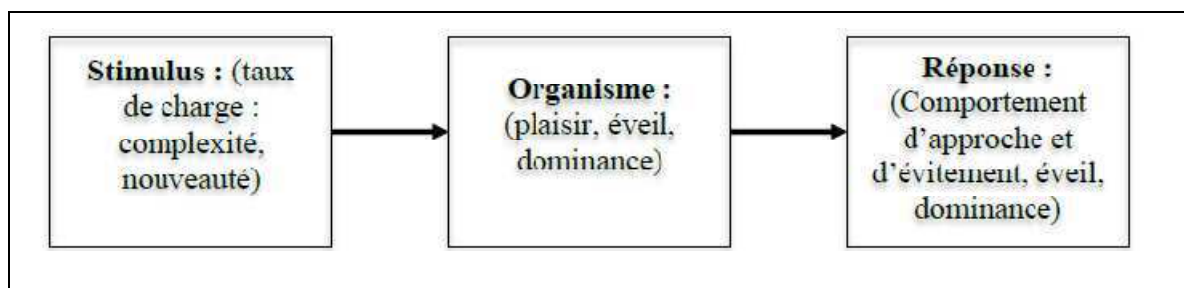 Stimulus : (taux
de charge :
complexité,
nouveauté)
Organisme :
(plaisir, éveil,
dominance)
Réponse :
(Comportement
d’approche et
d’évitement, éveil,
dominance)